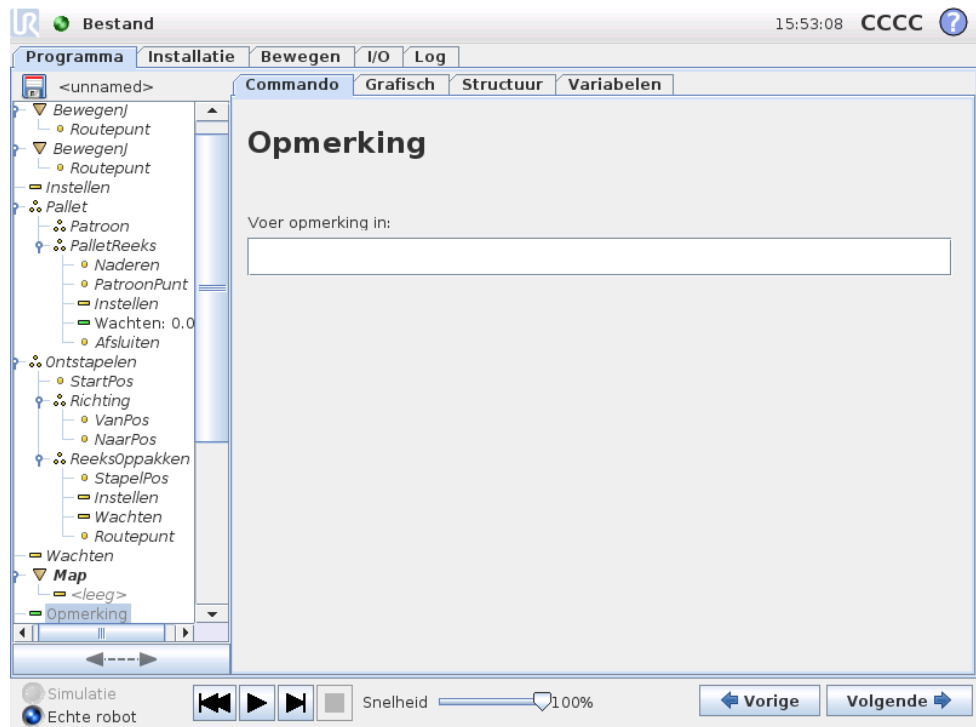 UR Bestand 15:53:08 CCCC ?
Programma Installatie Bewegen I/O Log
<unnamed>
Commando Grafisch Structuur Variabelen
BewegenJ
Routepunt
BewegenJ
Routepunt
Instellen
Pallet
Patroon
PalletReeks
Naderen
PatroonPunt
Instellen
Wachten: 0.0
Afsluiten
Ontstapelen
StartPos
Richting
VanPos
NaarPos
ReeksOppakken
StapelPos
Instellen
Wachten
Routepunt
Wachten
Map
<leeg>
Opmerking
Opmerking
Voer opmerking in:
Simulatie
Echte robot
Snelheid 100%
Vorige
Volgende